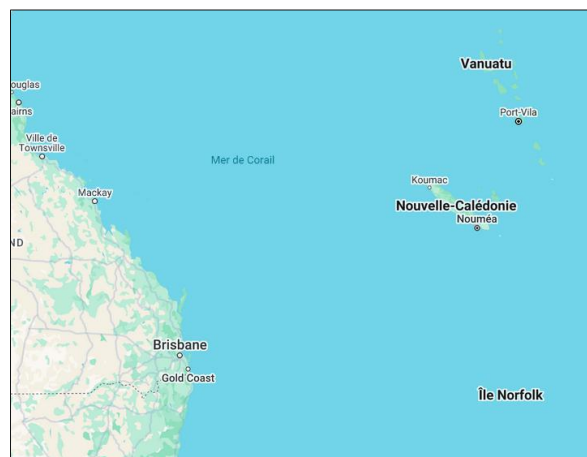 Vanuatu
ouglas
airns
Port-Vila
Ville de
Townsville
Mer de Corail
Koumac
Mackay
Nouvelle-Calédonie
Nouméa
ND
Brisbane
Gold Coast
Île Norfolk